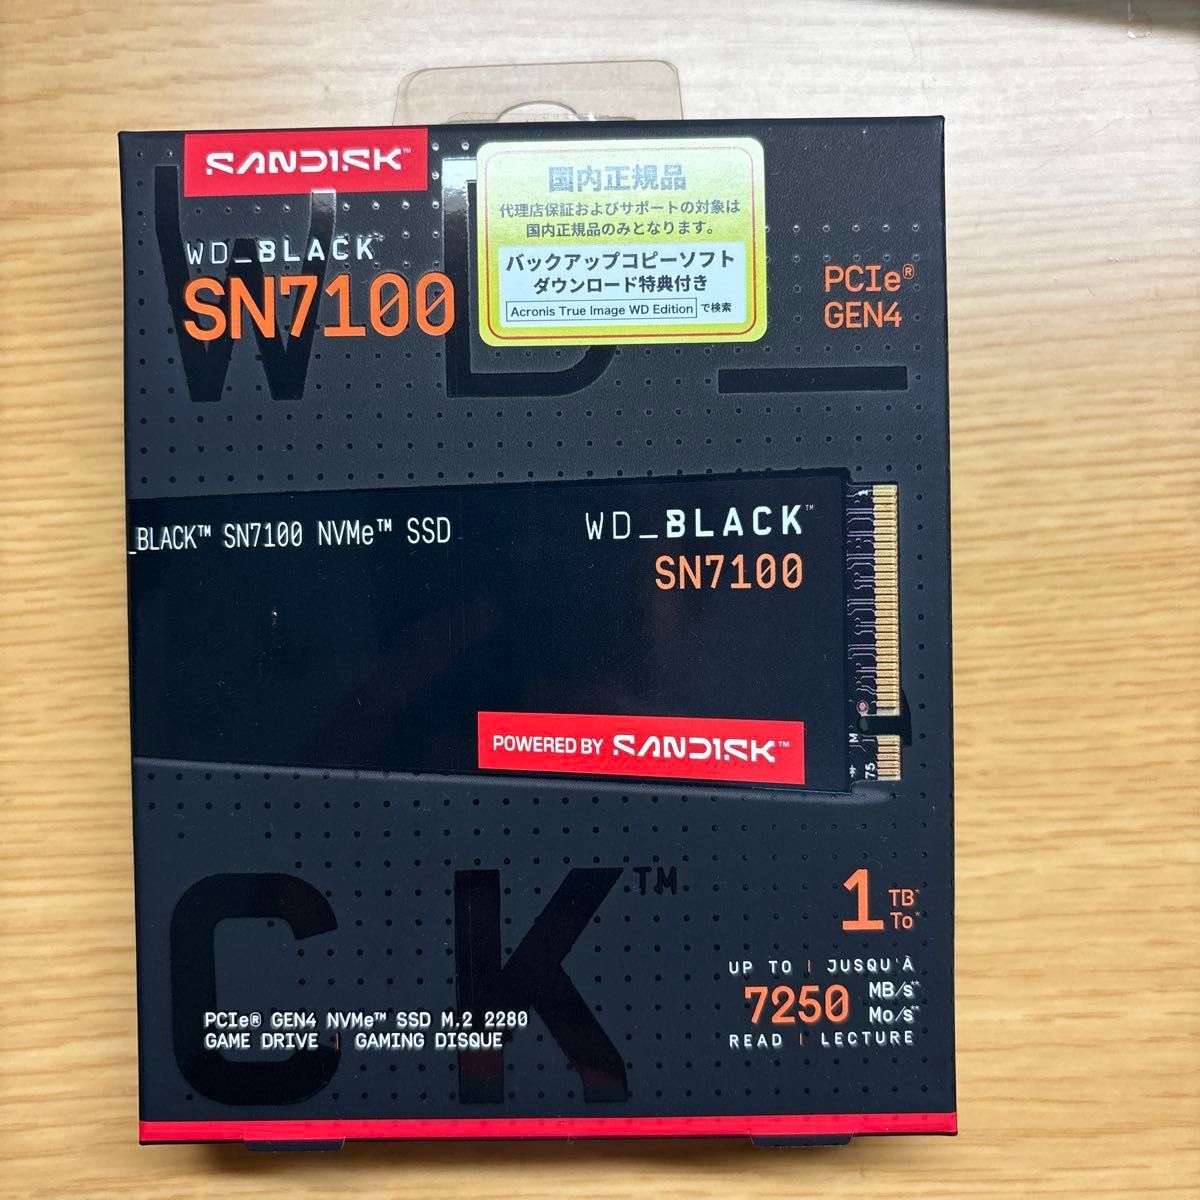 SANDISK™
WD_BLACK™
SN7100
国内正規品
代理店保証およびサポートの対象は
国内正規品のみとなります。
バックアップコピーソフト
ダウンロード特典付き
Acronis True Image WD Edition で検索
PCIe®
GEN4
WD_
_BLACK™ SN7100 NVMe™ SSD
WD_BLACK™
SN7100
1
M
75
POWERED BY SANDISK™
CK™
1 TB*
To*
UP TO | JUSQU'À
7250 MB/s**
Mo/s**
READ | LECTURE
PCIe® GEN4 NVMe™ SSD M.2 2280
GAME DRIVE | GAMING DISQUE